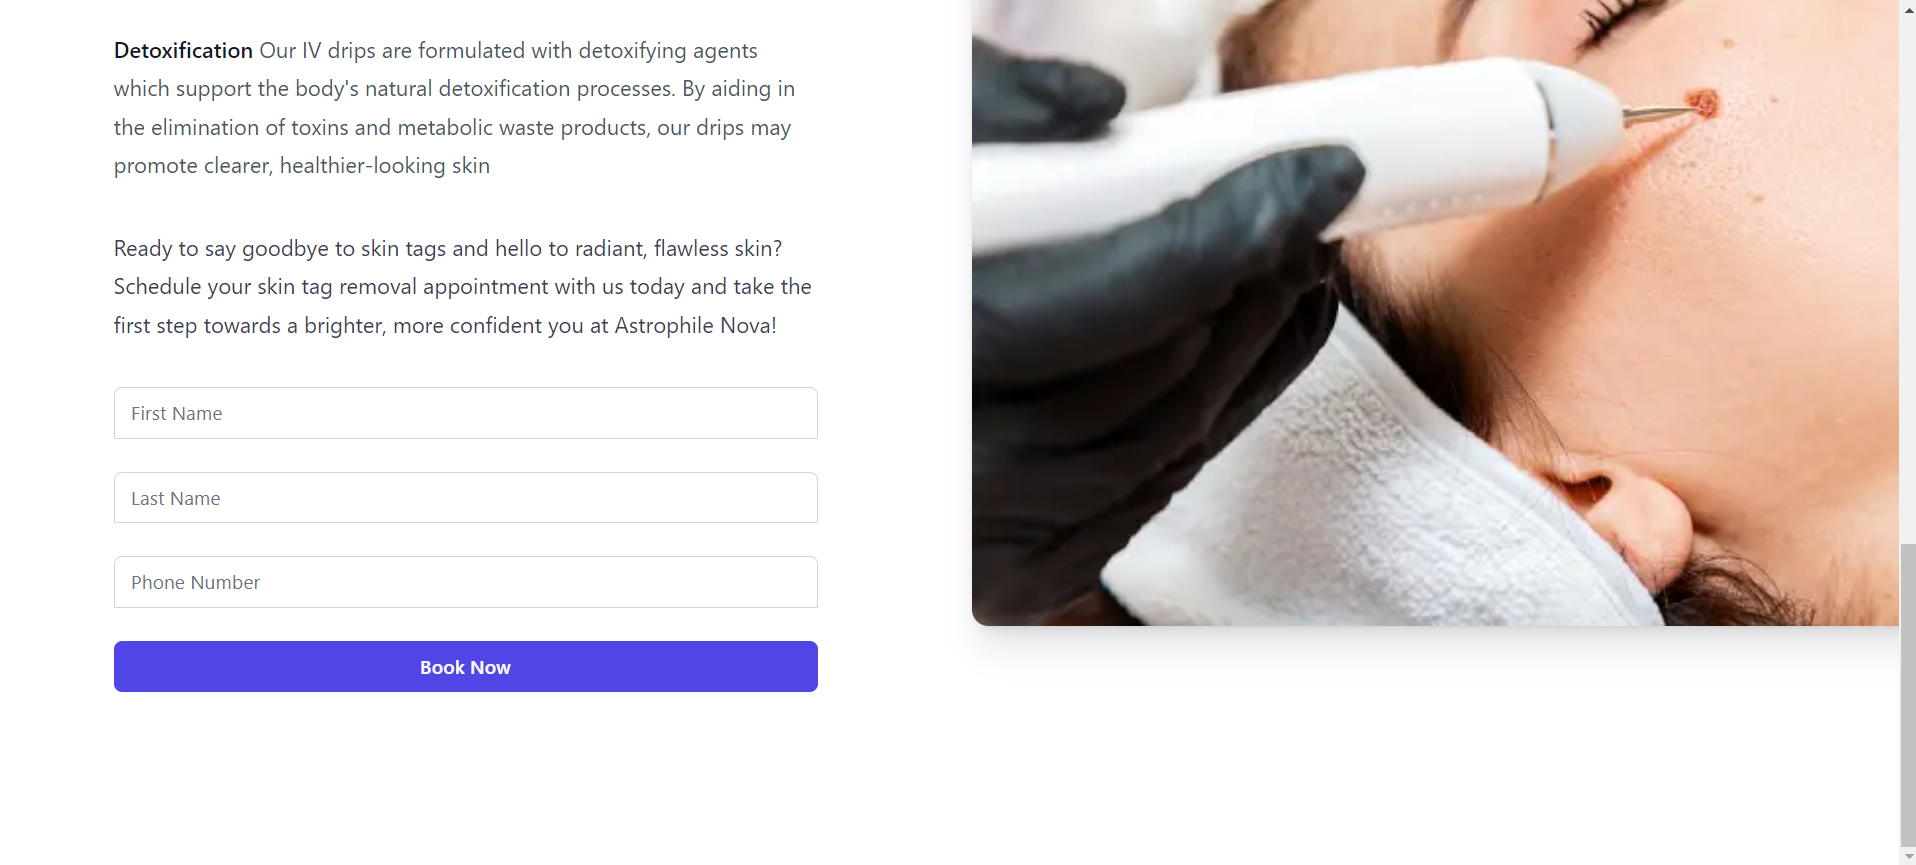 Detoxification Our IV drips are formulated with detoxifying agents
which support the body's natural detoxification processes. By aiding in
the elimination of toxins and metabolic waste products, our drips may
promote clearer, healthier-looking skin
Ready to say goodbye to skin tags and hello to radiant, flawless skin?
Schedule your skin tag removal appointment with us today and take the
first step towards a brighter, more confident you at Astrophile Nova!
First Name
Last Name
Phone Number
Book Now